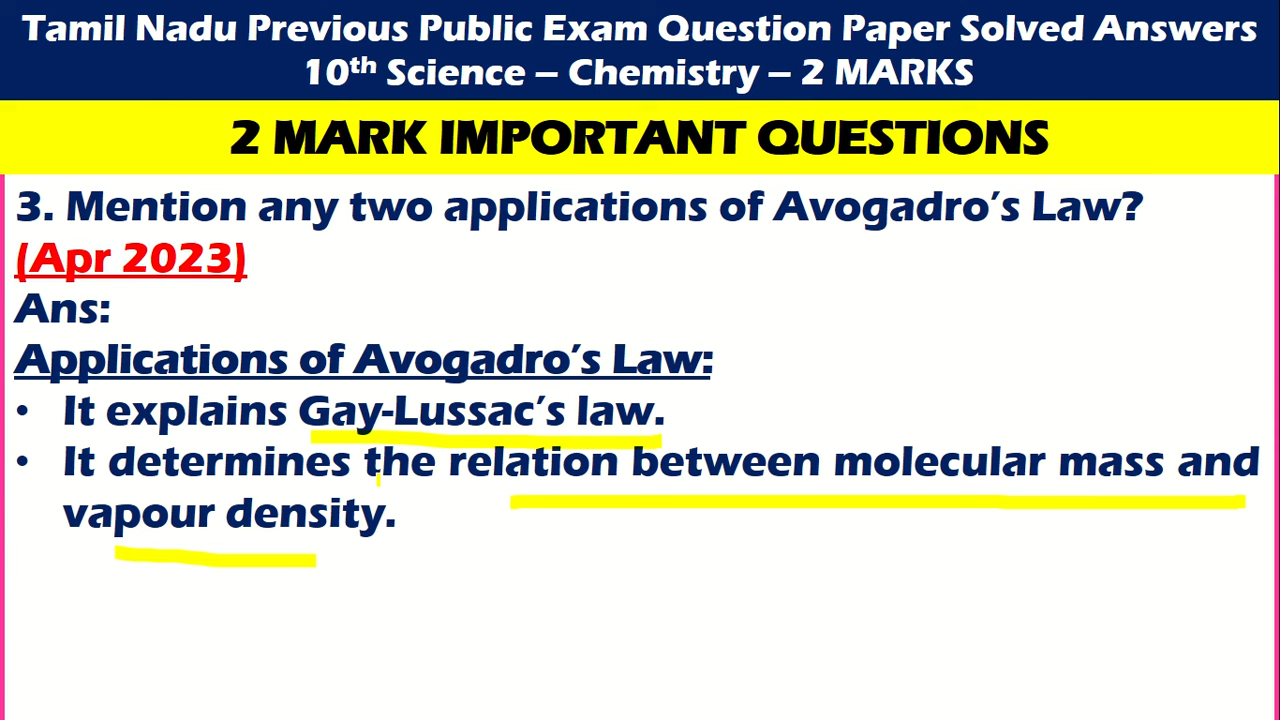 Tamil Nadu Previous Public Exam Question Paper Solved Answers
10th Science – Chemistry – 2 MARKS
2 MARK IMPORTANT QUESTIONS
3. Mention any two applications of Avogadro's Law?
(Apr 2023)
Ans:
Applications of Avogadro's Law:
• It explains Gay-Lussac's law.
• It determines the relation between molecular mass and
vapour density.